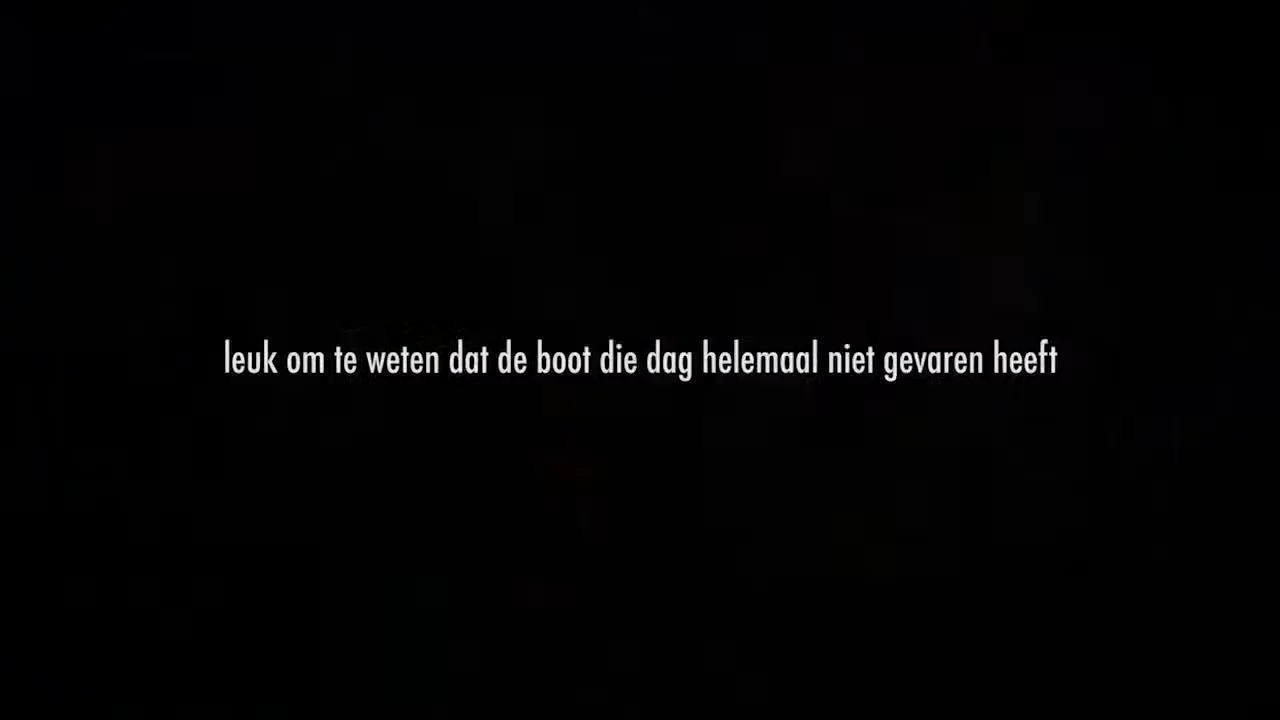 leuk om te weten dat de boot die dag helemaal niet gevaren heeft